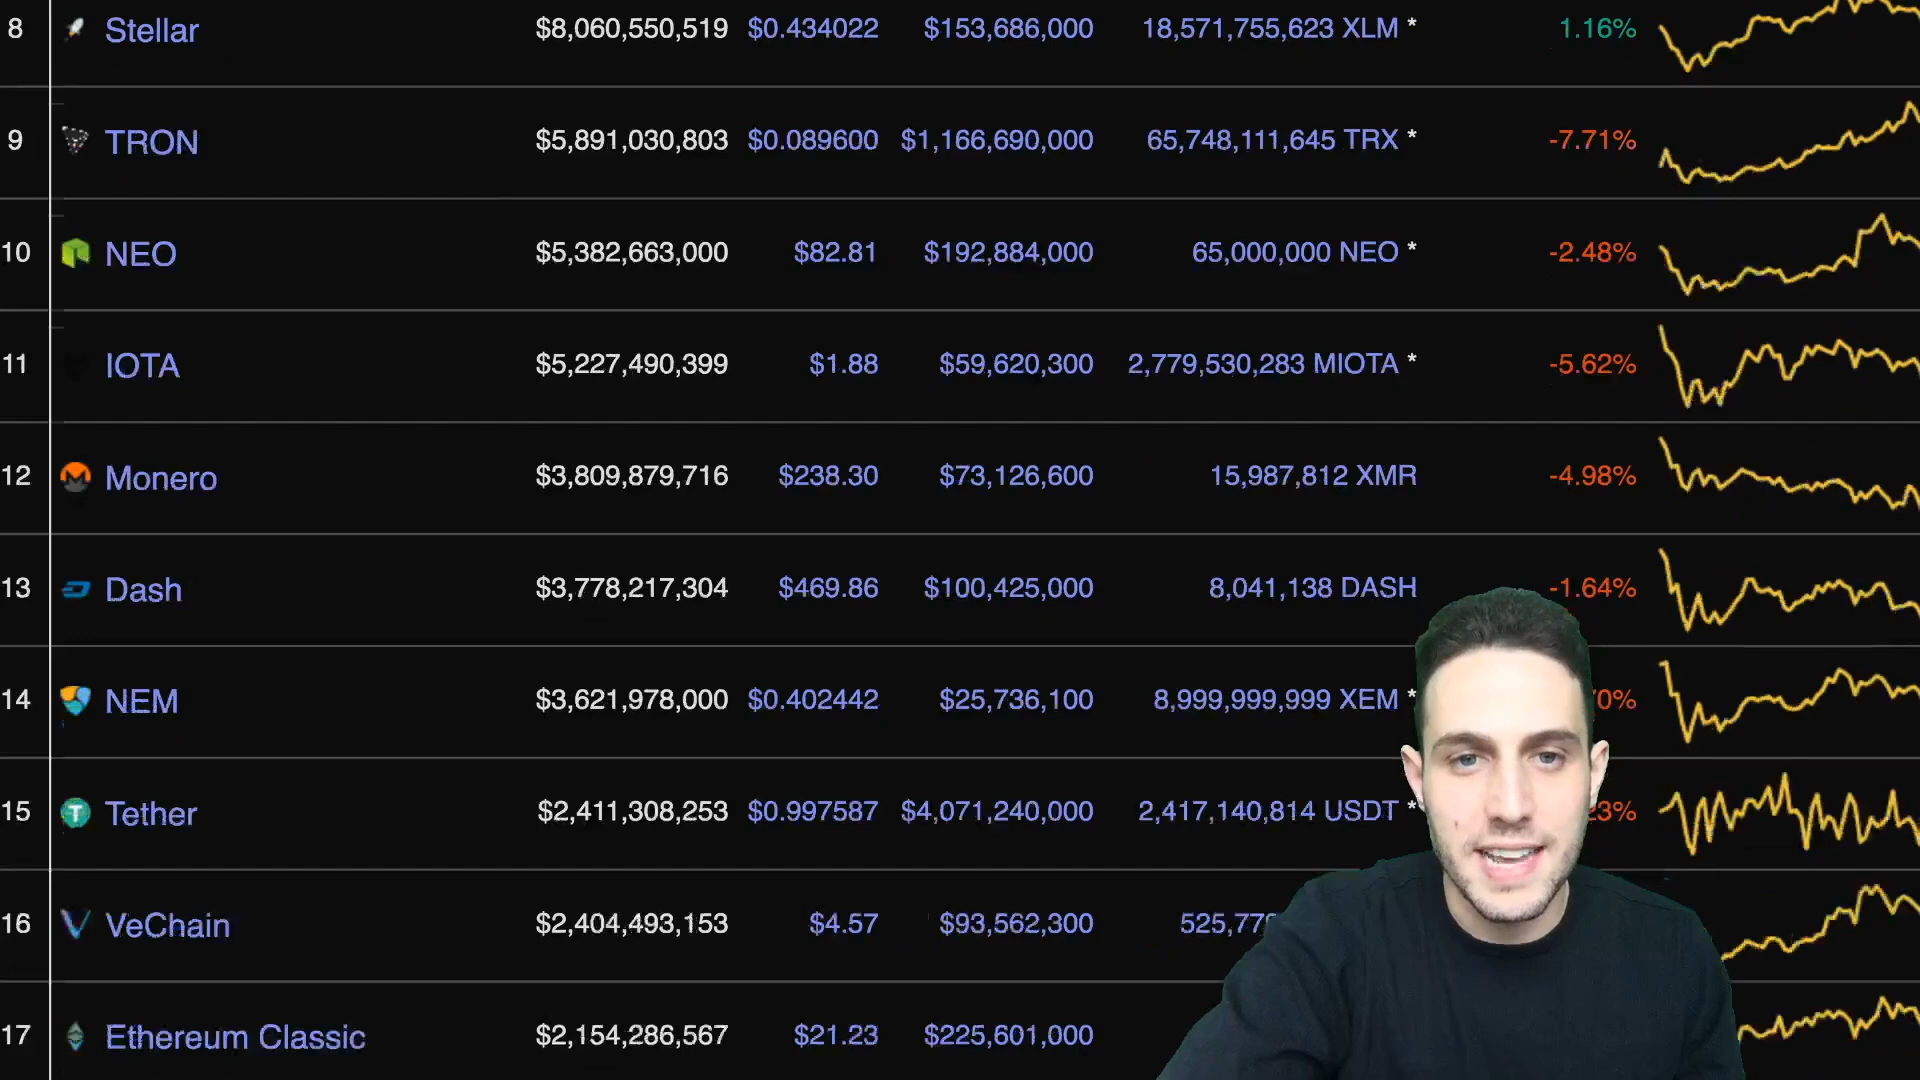 8 Stellar $8,060,550,519 $0.434022 $153,686,000 18,571,755,623 XLM * 1.16%
9 TRON $5,891,030,803 $0.089600 $1,166,690,000 65,748,111,645 TRX * -7.71%
10 NEO $5,382,663,000 $82.81 $192,884,000 65,000,000 NEO * -2.48%
11 IOTA $5,227,490,399 $1.88 $59,620,300 2,779,530,283 MIOTA * -5.62%
12 Monero $3,809,879,716 $238.30 $73,126,600 15,987,812 XMR -4.98%
13 Dash $3,778,217,304 $469.86 $100,425,000 8,041,138 DASH -1.64%
14 NEM $3,621,978,000 $0.402442 $25,736,100 8,999,999,999 XEM * 0%
15 Tether $2,411,308,253 $0.997587 $4,071,240,000 2,417,140,814 USDT * 23%
16 VeChain $2,404,493,153 $4.57 $93,562,300
17 Ethereum Classic $2,154,286,567 $21.23 $225,601,000